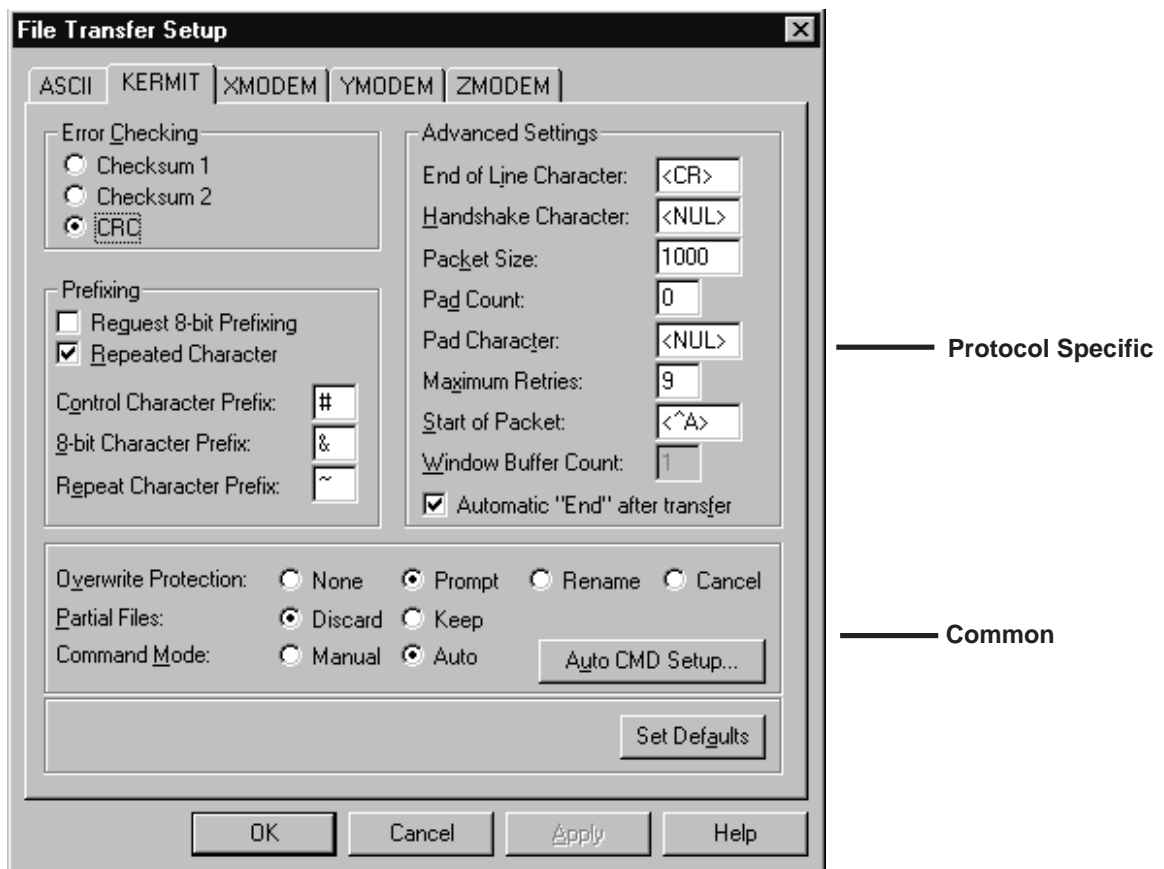 File Transfer Setup
ASCII KERMIT XMODEM YMODEM ZMODEM
Error Checking
Checksum 1
Checksum 2
CRC
Prefixing
Reguest 8-bit Prefixing
Repeated Character
Control Character Prefix: #
8-bit Character Prefix: &
Repeat Character Prefix: ~
Advanced Settings
End of Line Character: <CR>
Handshake Character: <NUL>
Packet Size: 1000
Pad Count: 0
Pad Character: <NUL>
Maximum Retries: 9
Start of Packet: <^A>
Window Buffer Count: 1
Automatic "End" after transfer
Protocol Specific
Overwrite Protection: None Prompt Rename Cancel
Partial Files: Discard Keep
Command Mode: Manual Auto Auto CMD Setup...
Common
Set Defaults
OK Cancel Apply Help